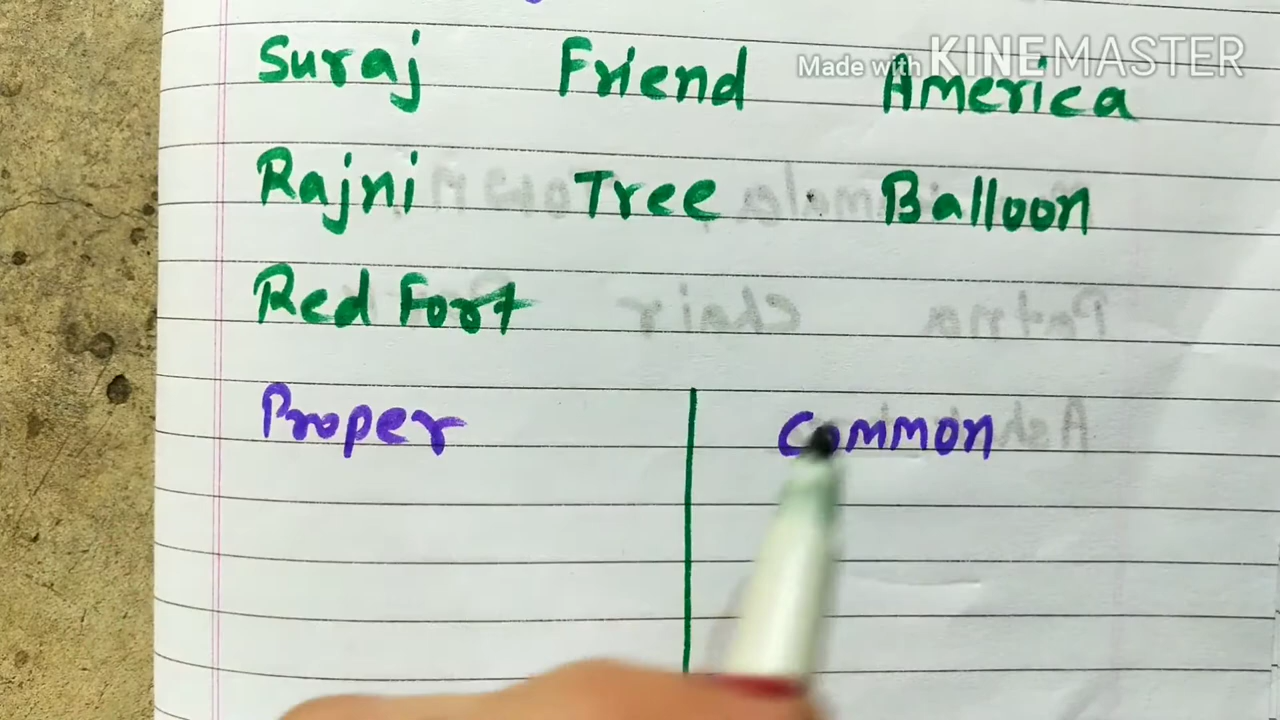 Made with KINEMASTER
Suraj Friend America
Rajni Tree Balloon
Red Fort
Proper Common